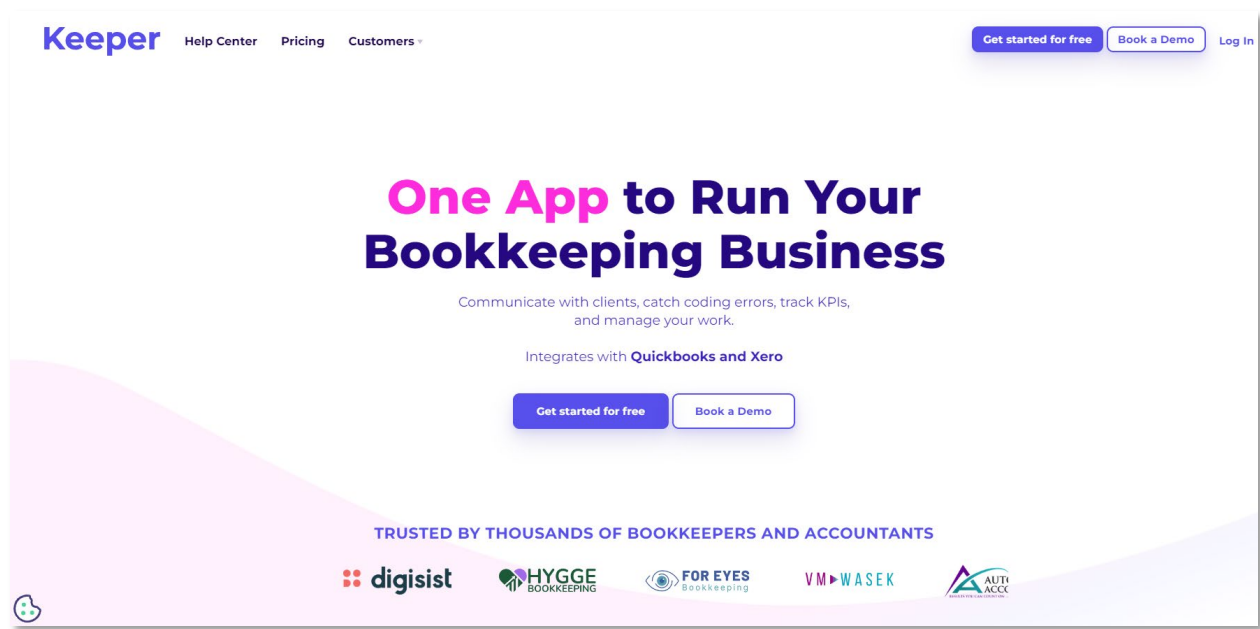 Keeper Help Center Pricing Customers Get started for free Book a Demo Log In
One App to Run Your
Bookkeeping Business
Communicate with clients, catch coding errors, track KPIs,
and manage your work.
Integrates with Quickbooks and Xero
Get started for free Book a Demo
TRUSTED BY THOUSANDS OF BOOKKEEPERS AND ACCOUNTANTS
digisist
HYGGE
BOOKKEEPING
FOR EYES
Bookkeeping
VM WASEK